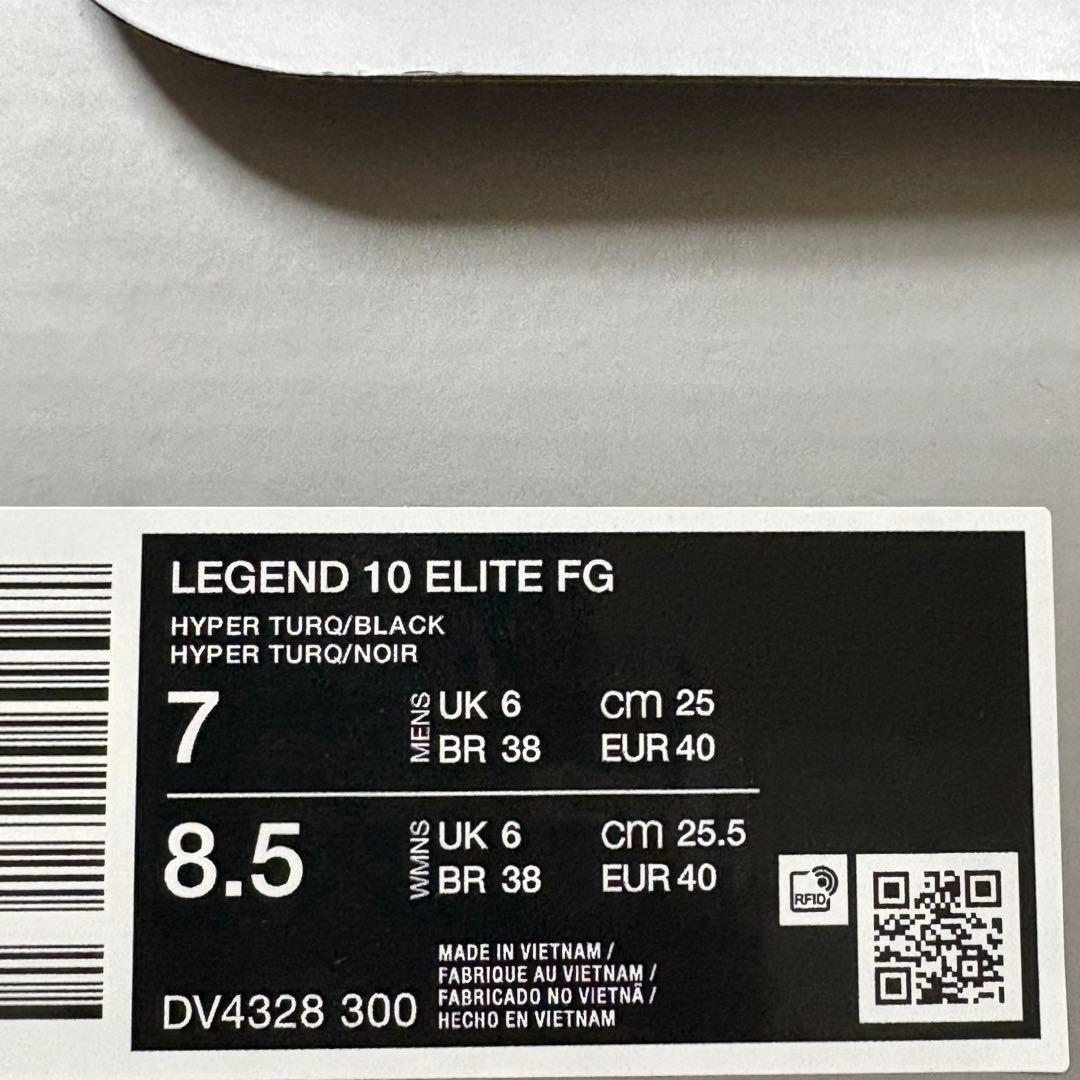 LEGEND 10 ELITE FG
HYPER TURQ/BLACK
HYPER TURQ/NOIR
7 MENS UK 6 cm 25
BR 38 EUR 40
8.5 WMNS UK 6 cm 25.5
BR 38 EUR 40
RFID
MADE IN VIETNAM /
FABRIQUE AU VIETNAM /
FABRICADO NO VIETNÃ /
HECHO EN VIETNAM
DV4328 300